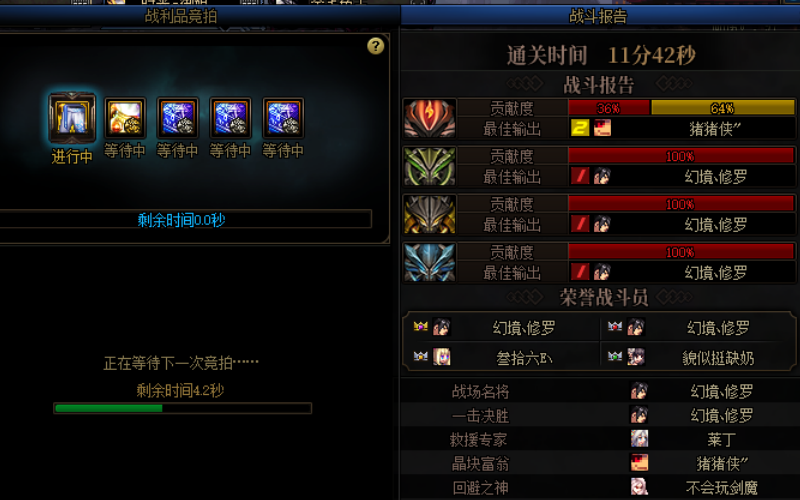 战利品竞拍
?
进行中
等待中
等待中
等待中
等待中
剩余时间0.0秒
正在等待下一次竞拍……
剩余时间4.2秒
战斗报告
通关时间 11分42秒
战斗报告
贡献度 36% 64%
最佳输出 2 猪猪侠"
贡献度 100%
最佳输出 1 幻境、修罗
贡献度 100%
最佳输出 1 幻境、修罗
贡献度 100%
最佳输出 1 幻境、修罗
荣誉战斗员
幻境、修罗 幻境、修罗
叁拾六E、 貌似挺缺奶
战场名将 幻境、修罗
一击决胜 幻境、修罗
救援专家 莱丁
晶块富翁 猪猪侠"
回避之神 不会玩剑魔